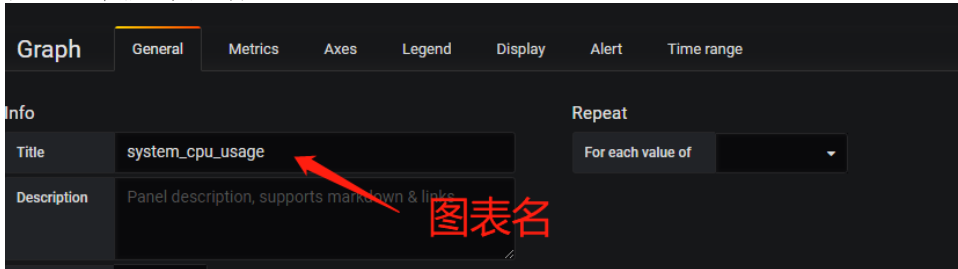 Graph General Metrics Axes Legend Display Alert Time range
Info Repeat
Title system_cpu_usage For each value of
Description Panel description, supports markdown & links
图表名